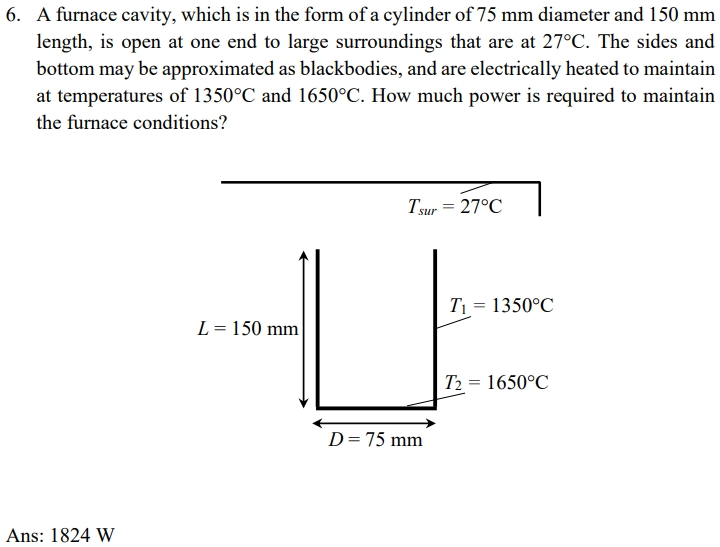 6. A furnace cavity, which is in the form of a cylinder of 75 mm diameter and 150 mm
length, is open at one end to large surroundings that are at 27°C. The sides and
bottom may be approximated as blackbodies, and are electrically heated to maintain
at temperatures of 1350°C and 1650°C. How much power is required to maintain
the furnace conditions?
Tsur = 27°C
T1 = 1350°C
L = 150 mm
T2 = 1650°C
D = 75 mm
Ans: 1824 W